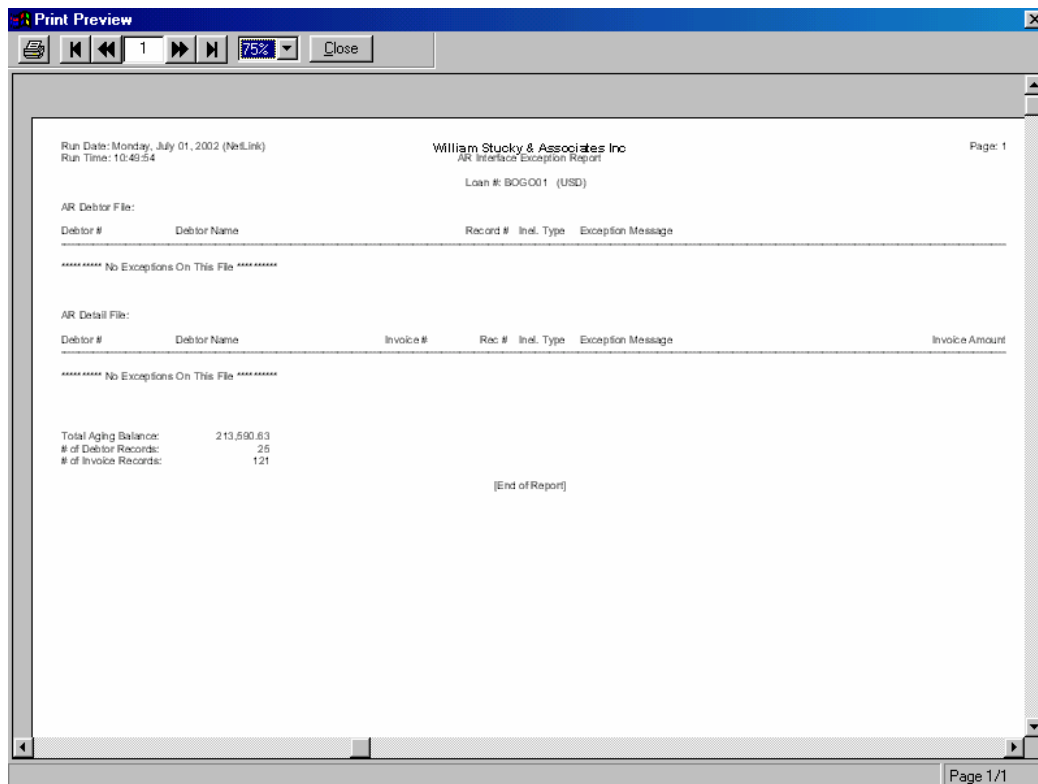 Print Preview
1 75% Close
Run Date: Monday, July 01, 2002 (NetLink) William Stucky & Associates Inc Page: 1
Run Time: 10:49:54 AR Interface Exception Report
Loan #: BOGO01 (USD)
AR Debtor File:
Debtor # Debtor Name Record # Inel. Type Exception Message
********** No Exceptions On This File **********
AR Detail File:
Debtor # Debtor Name Invoice # Rec # Inel. Type Exception Message Invoice Amount
********** No Exceptions On This File **********
Total Aging Balance: 213,590.63
# of Debtor Records: 25
# of Invoice Records: 121
[End of Report]
Page 1/1